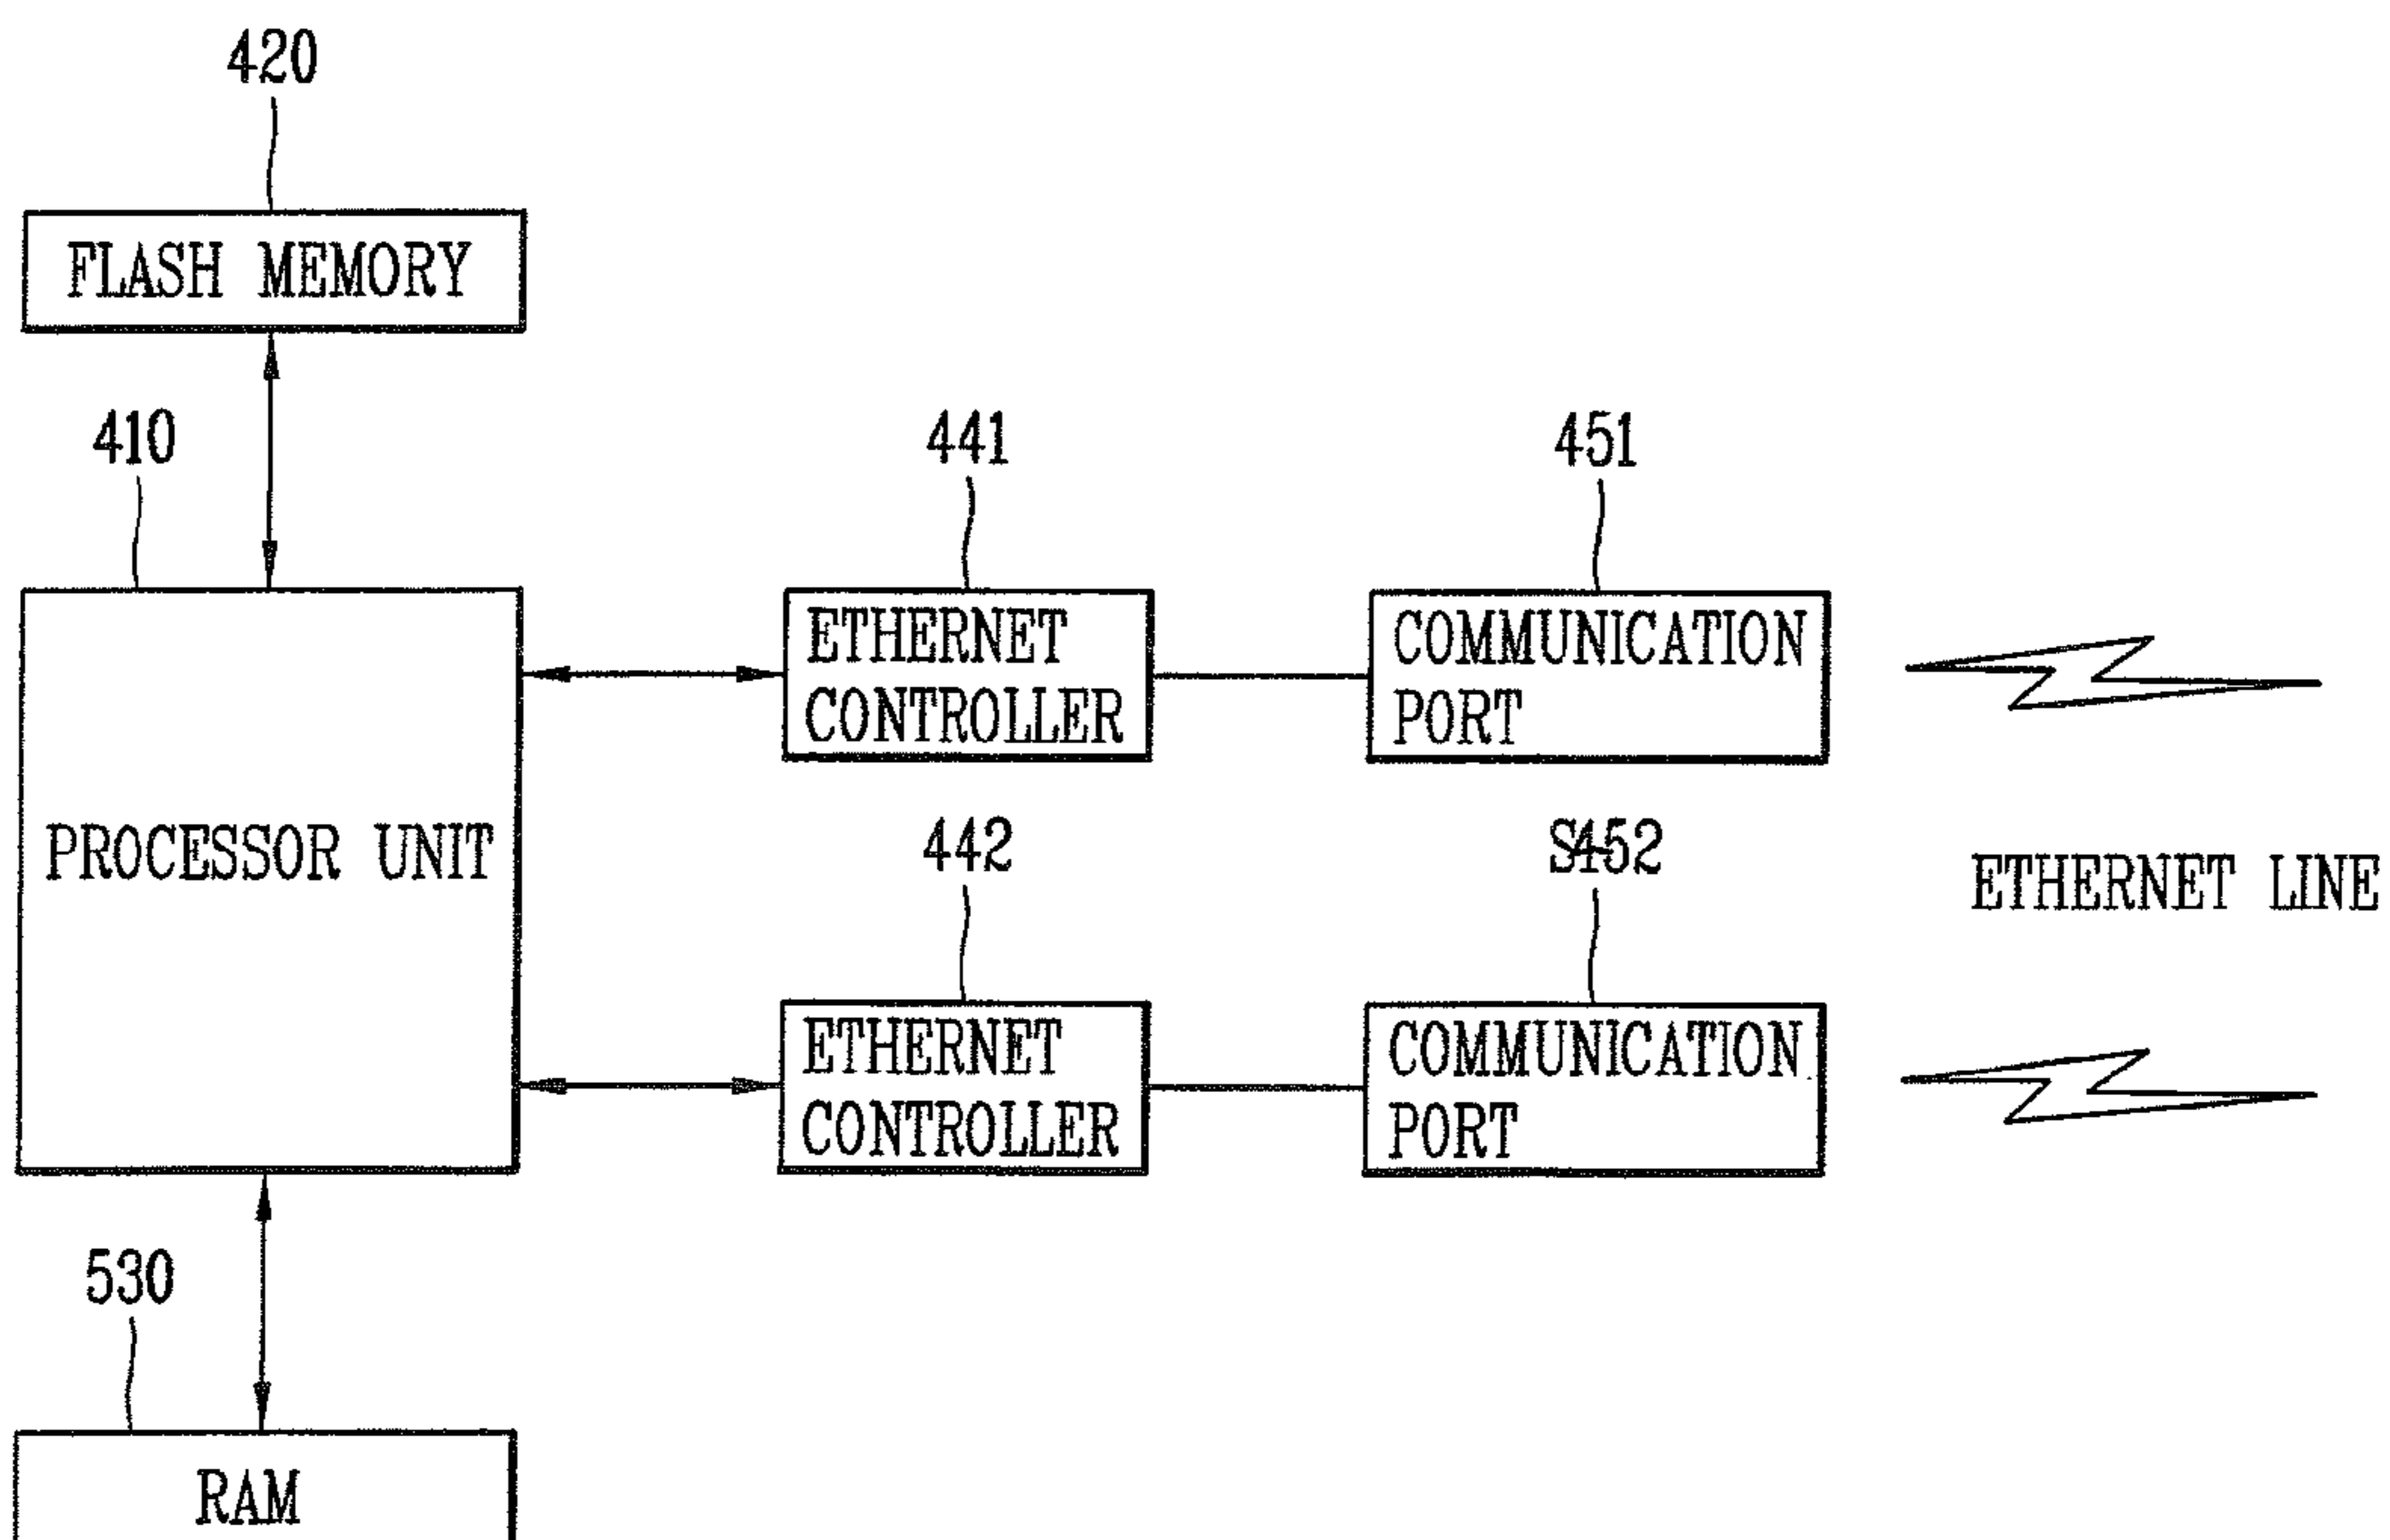 420
FLASH MEMORY
410
441
451
ETHERNET
CONTROLLER
COMMUNICATION
PORT
PROCESSOR UNIT
442
S452
ETHERNET LINE
ETHERNET
CONTROLLER
COMMUNICATION
PORT
530
RAM